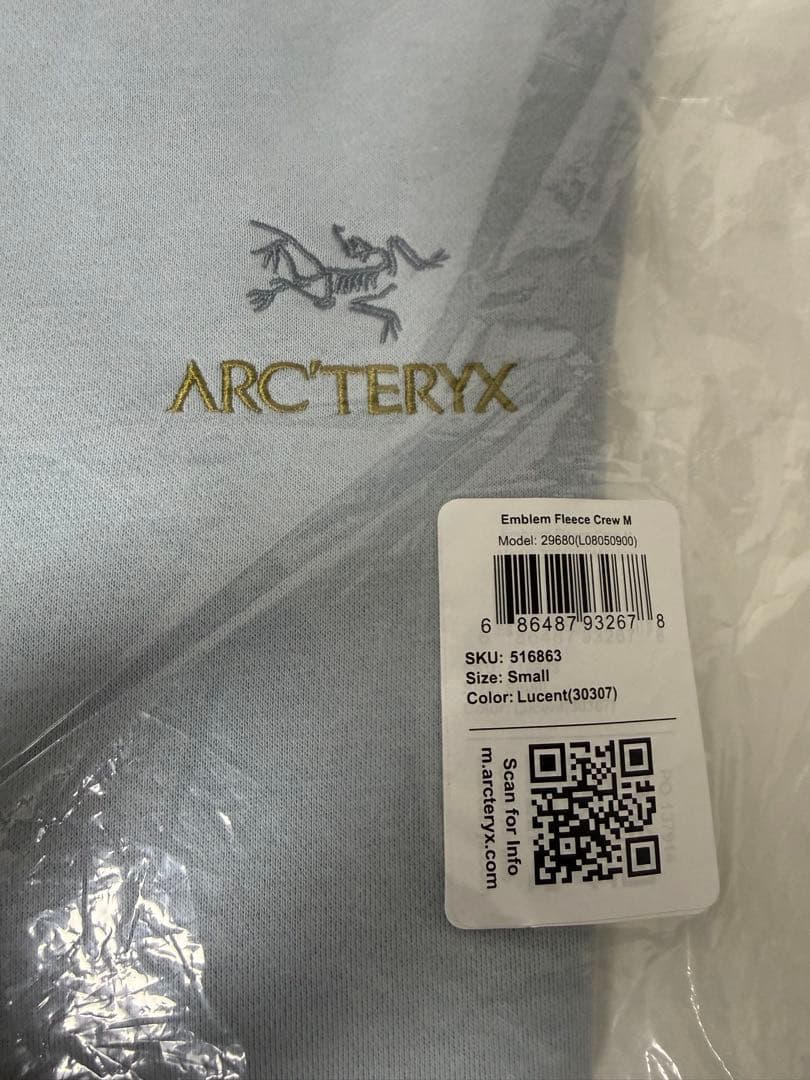 ARC'TERYX
Emblem Fleece Crew M
Model: 29680(L08050900)
6 86487 93267 8
SKU: 516863
Size: Small
Color: Lucent(30307)
Scan for Info
m.arcteryx.com